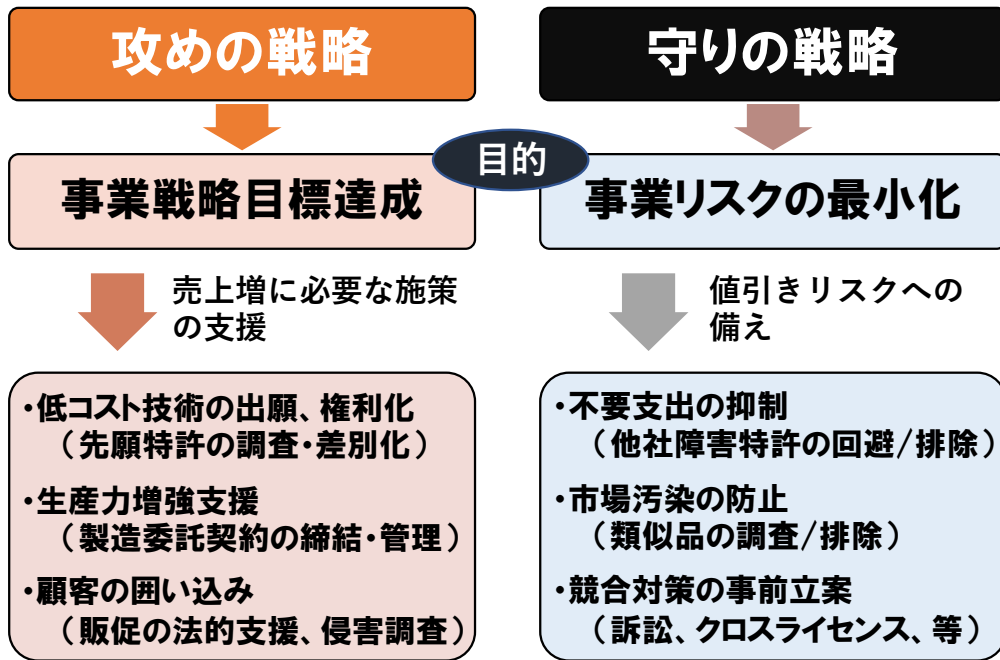 攻めの戦略
守りの戦略
目的
事業戦略目標達成
事業リスクの最小化
売上増に必要な施策
の支援
値引きリスクへの
備え
・低コスト技術の出願、権利化
（先願特許の調査・差別化）
・生産力増強支援
（製造委託契約の締結・管理）
・顧客の囲い込み
（販促の法的支援、侵害調査）
・不要支出の抑制
（他社障害特許の回避/排除）
・市場汚染の防止
（類似品の調査/排除）
・競合対策の事前立案
（訴訟、クロスライセンス、等）